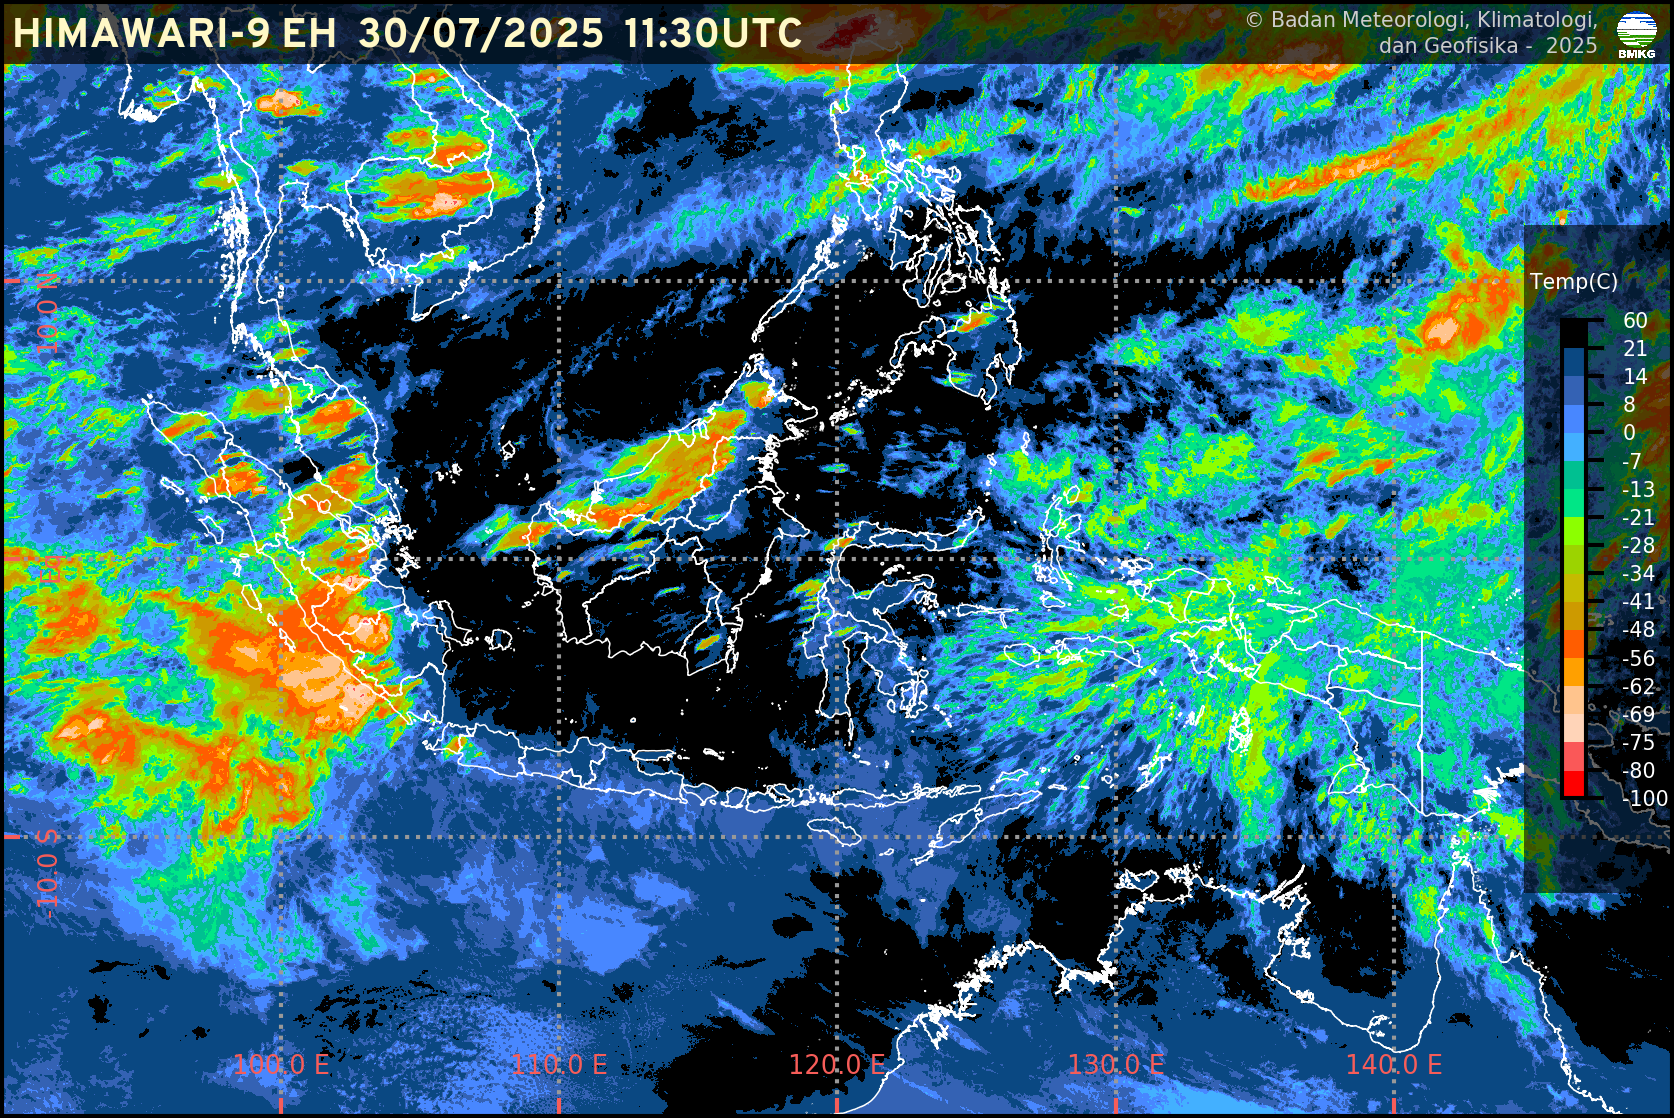 HIMAWARI-9 EH 30/07/2025 11:30UTC
© Badan Meteorologi, Klimatologi,
dan Geofisika - 2025
BMKG
Temp(C)
60
21
14
8
0
-7
-13
-21
-28
-34
-41
-48
-56
-62
-69
-75
-80
-100
10.0 N
-10.0 S
100.0 E
110.0 E
120.0 E
130.0 E
140.0 E